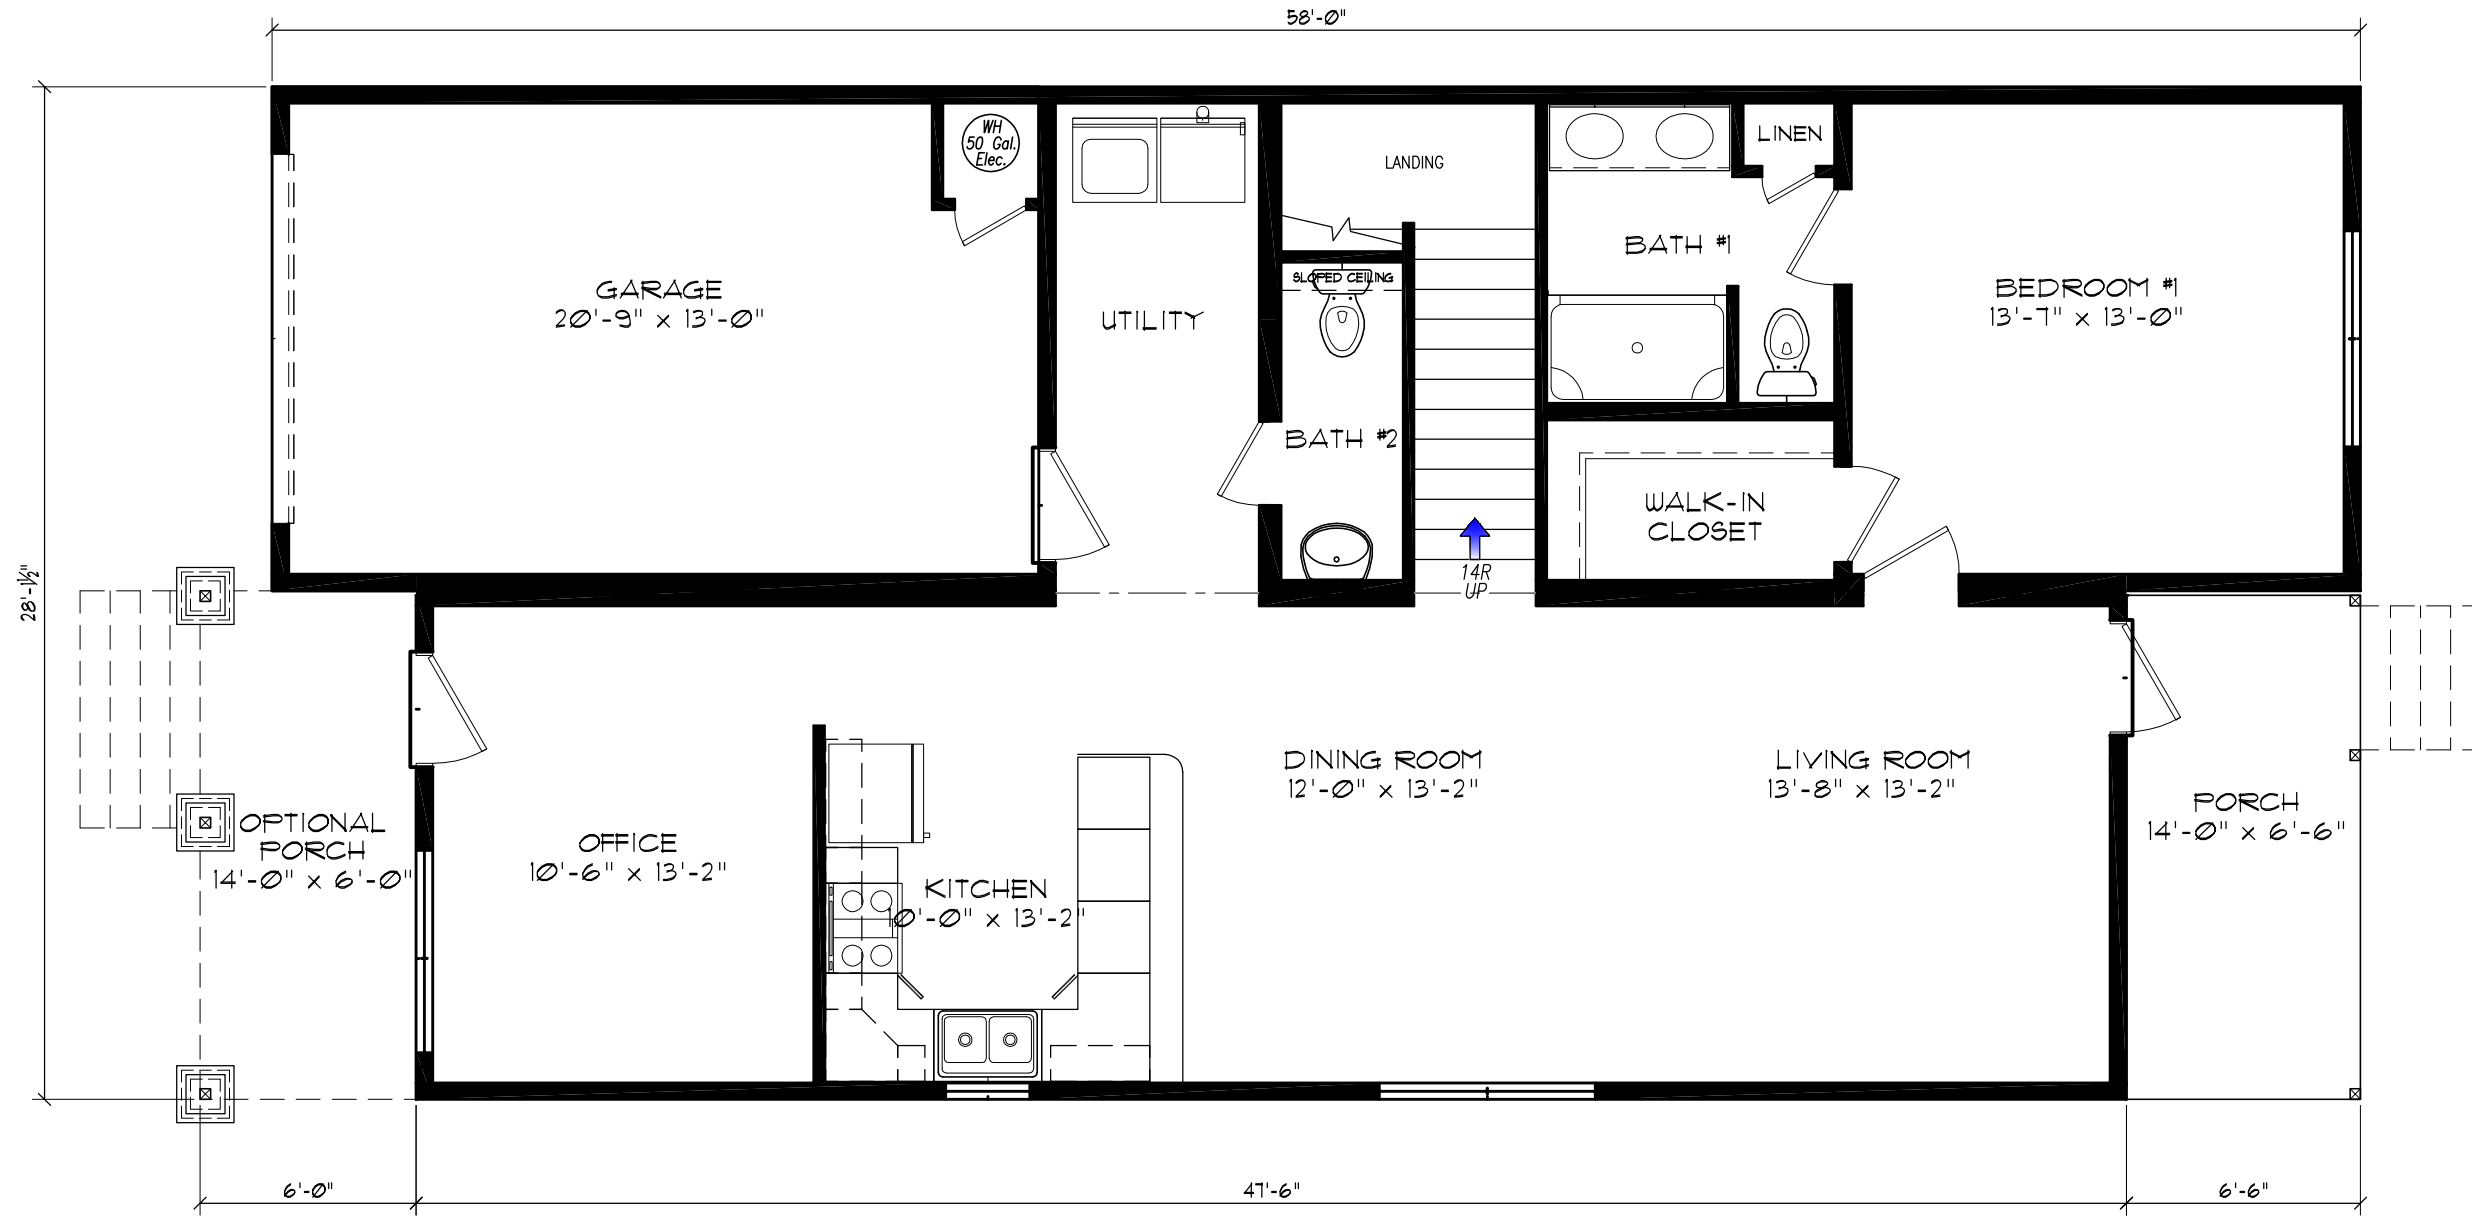 58'-0"
WH
50 Gal.
Elec.
LINEN
LANDING
BATH #1
SLOPED CEILING
GARAGE
20'-9" x 13'-0"
UTILITY
BEDROOM #1
13'-7" x 13'-0"
BATH #2
WALK-IN
CLOSET
14R
UP
28'-1½"
DINING ROOM
12'-0" x 13'-2"
LIVING ROOM
13'-8" x 13'-2"
PORCH
14'-0" x 6'-6"
OPTIONAL
PORCH
14'-0" x 6'-0"
OFFICE
10'-6" x 13'-2"
KITCHEN
10'-0" x 13'-2"
6'-0"
47'-6"
6'-6"